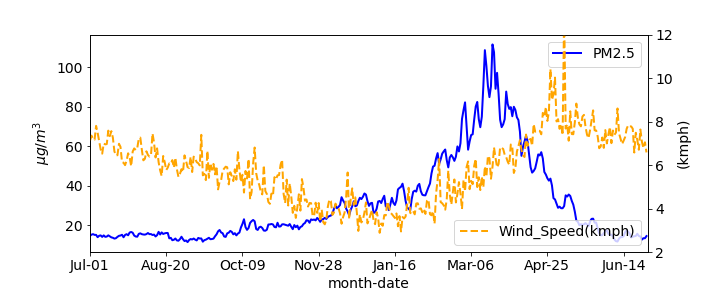 12
PM2.5
100
10
80
8
μg/m³
(kmph)
60
6
40
4
20
Wind_Speed(kmph)
2
Jul-01 Aug-20 Oct-09 Nov-28 Jan-16 Mar-06 Apr-25 Jun-14
month-date